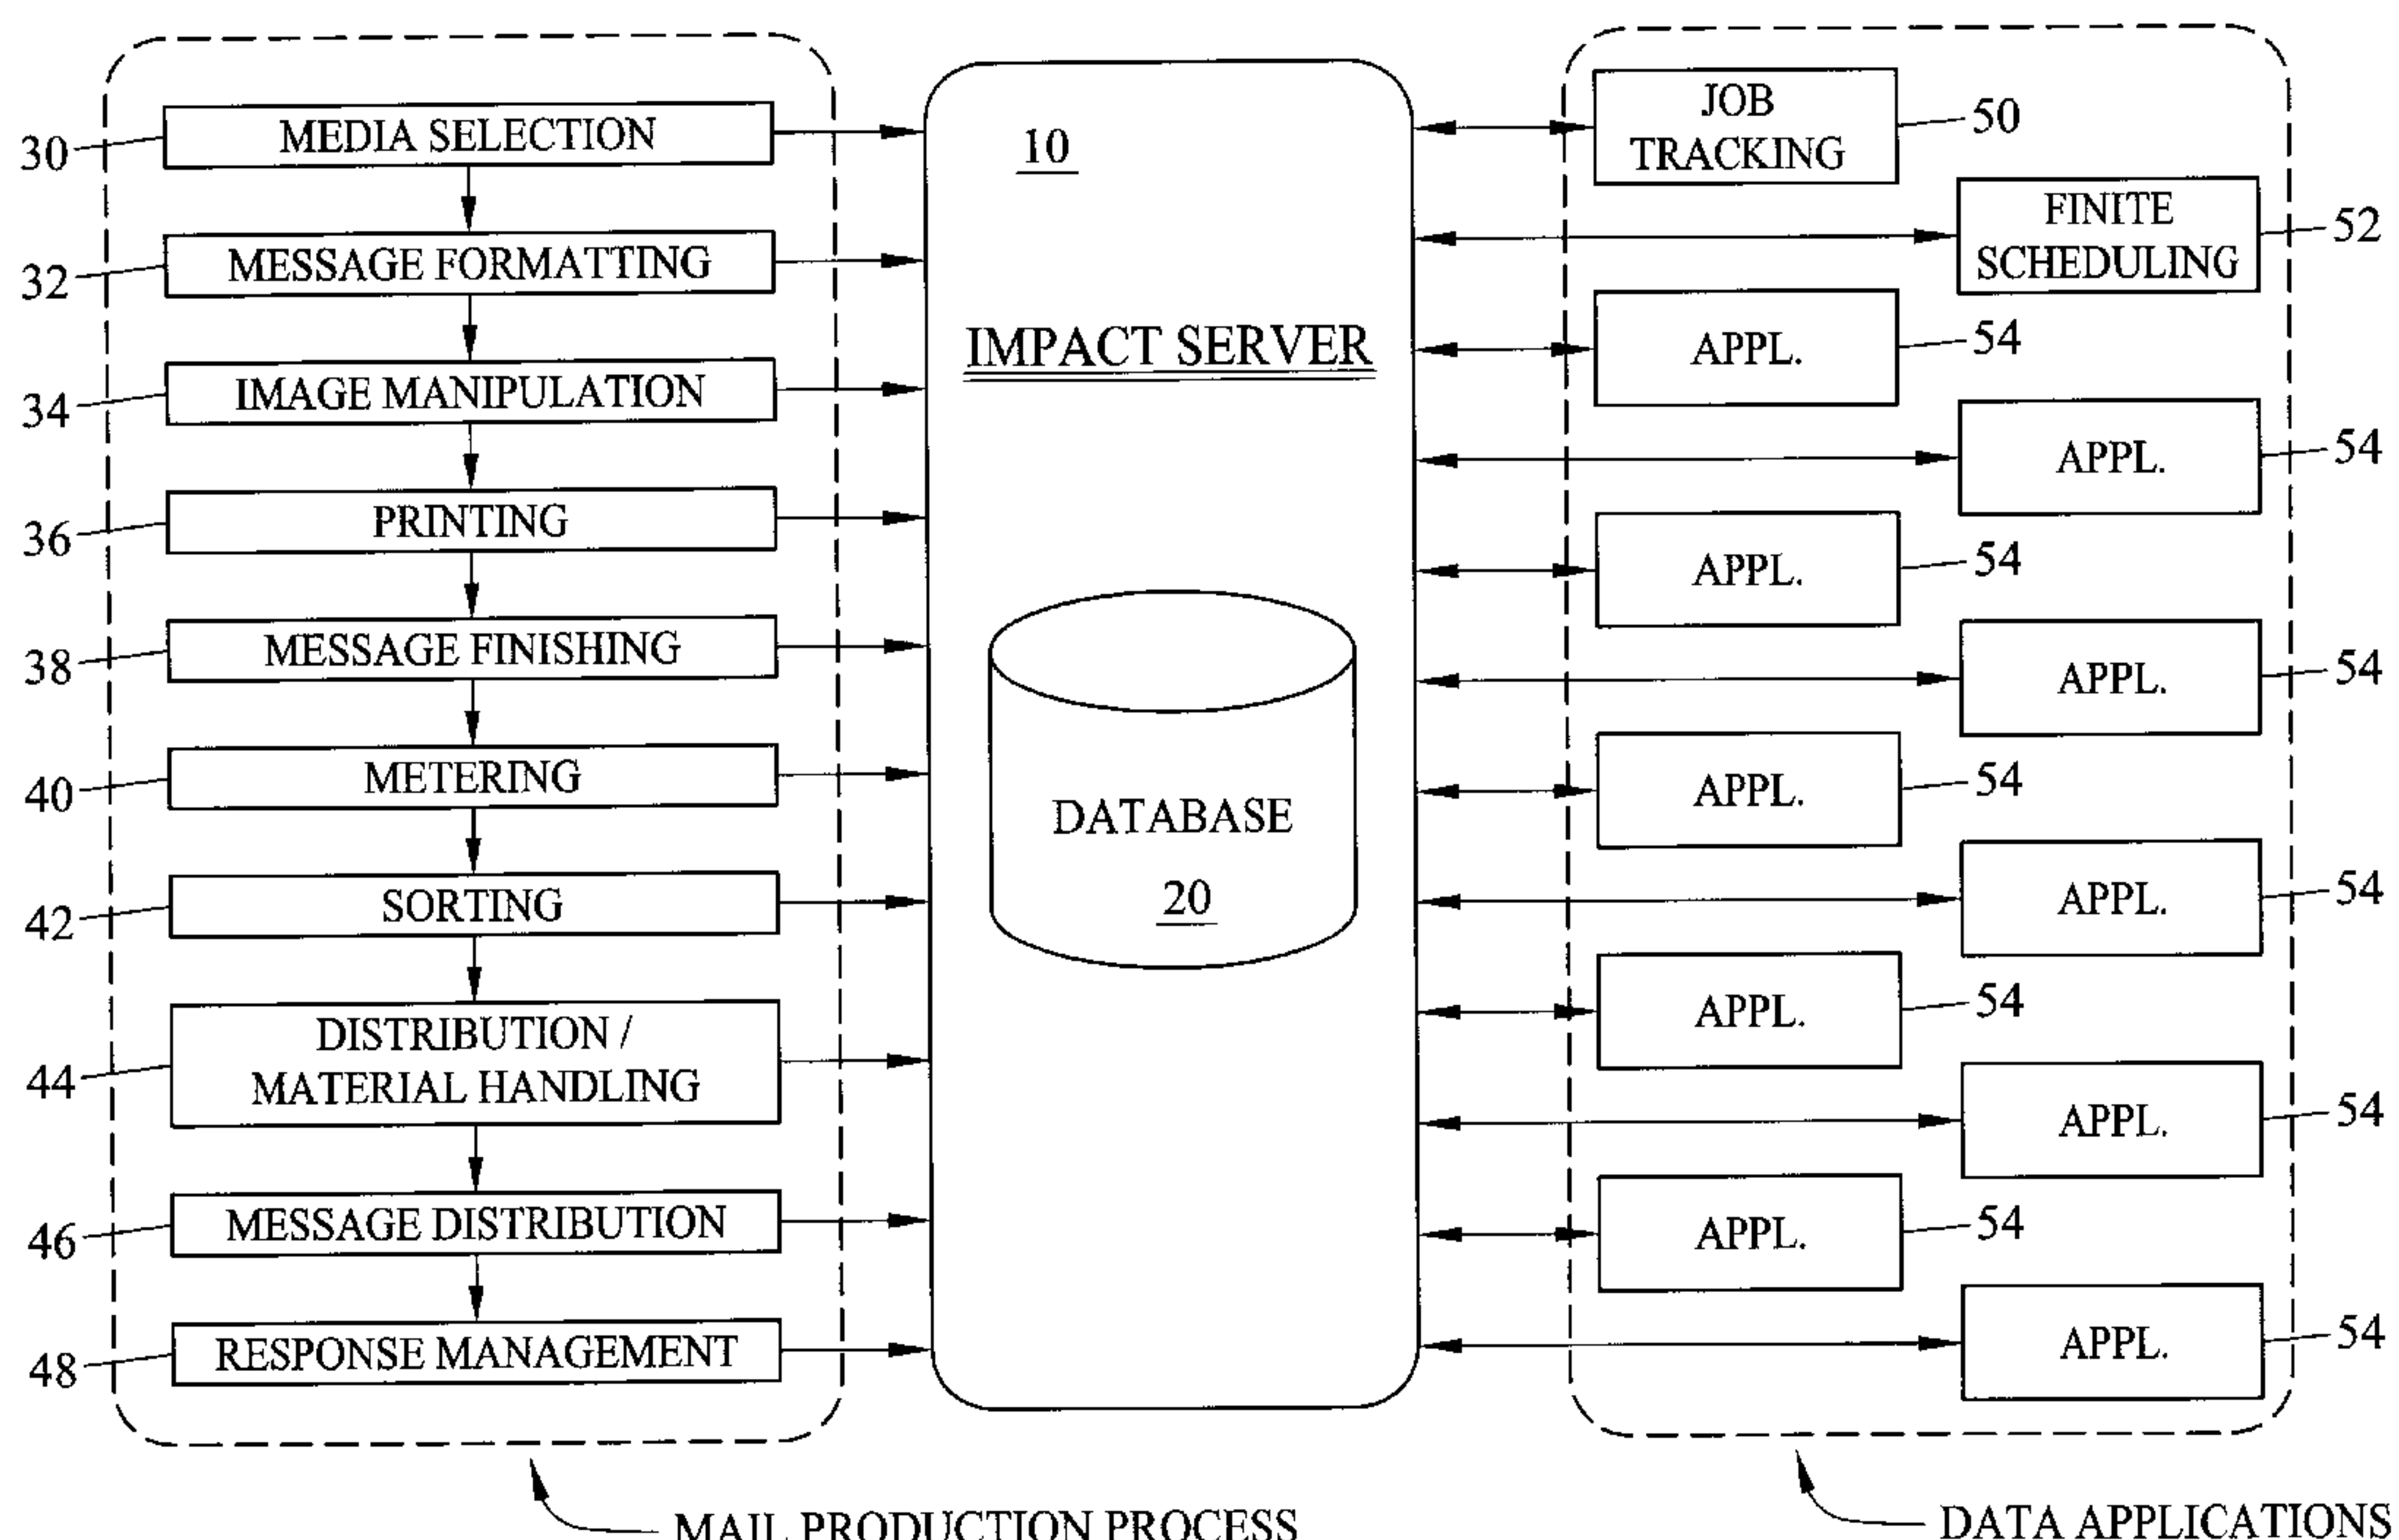 30
MEDIA SELECTION
32
MESSAGE FORMATTING
34
IMAGE MANIPULATION
36
PRINTING
38
MESSAGE FINISHING
40
METERING
42
SORTING
44
DISTRIBUTION /
MATERIAL HANDLING
46
MESSAGE DISTRIBUTION
48
RESPONSE MANAGEMENT
MAIL PRODUCTION PROCESS
10
IMPACT SERVER
DATABASE
20
JOB
TRACKING
50
FINITE
SCHEDULING
52
APPL.
54
APPL.
54
APPL.
54
APPL.
54
APPL.
54
APPL.
54
APPL.
54
APPL.
54
APPL.
54
APPL.
54
DATA APPLICATIONS